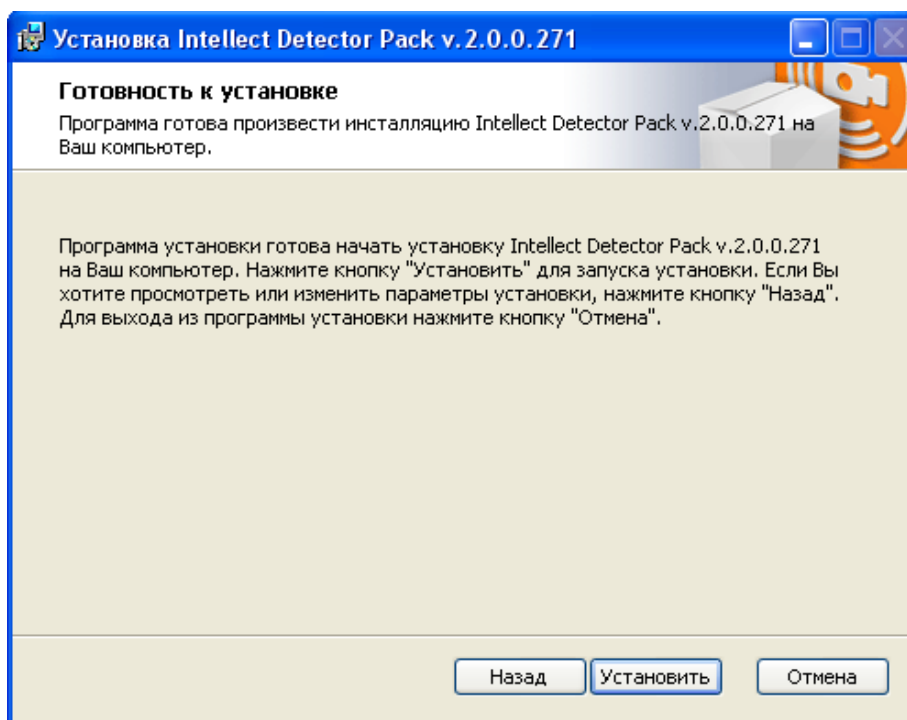 Установка Intellect Detector Pack v.2.0.0.271
Готовность к установке
Программа готова произвести инсталляцию Intellect Detector Pack v.2.0.0.271 на
Ваш компьютер.
Программа установки готова начать установку Intellect Detector Pack v.2.0.0.271
на Ваш компьютер. Нажмите кнопку "Установить" для запуска установки. Если Вы
хотите просмотреть или изменить параметры установки, нажмите кнопку "Назад".
Для выхода из программы установки нажмите кнопку "Отмена".
Назад
Установить
Отмена